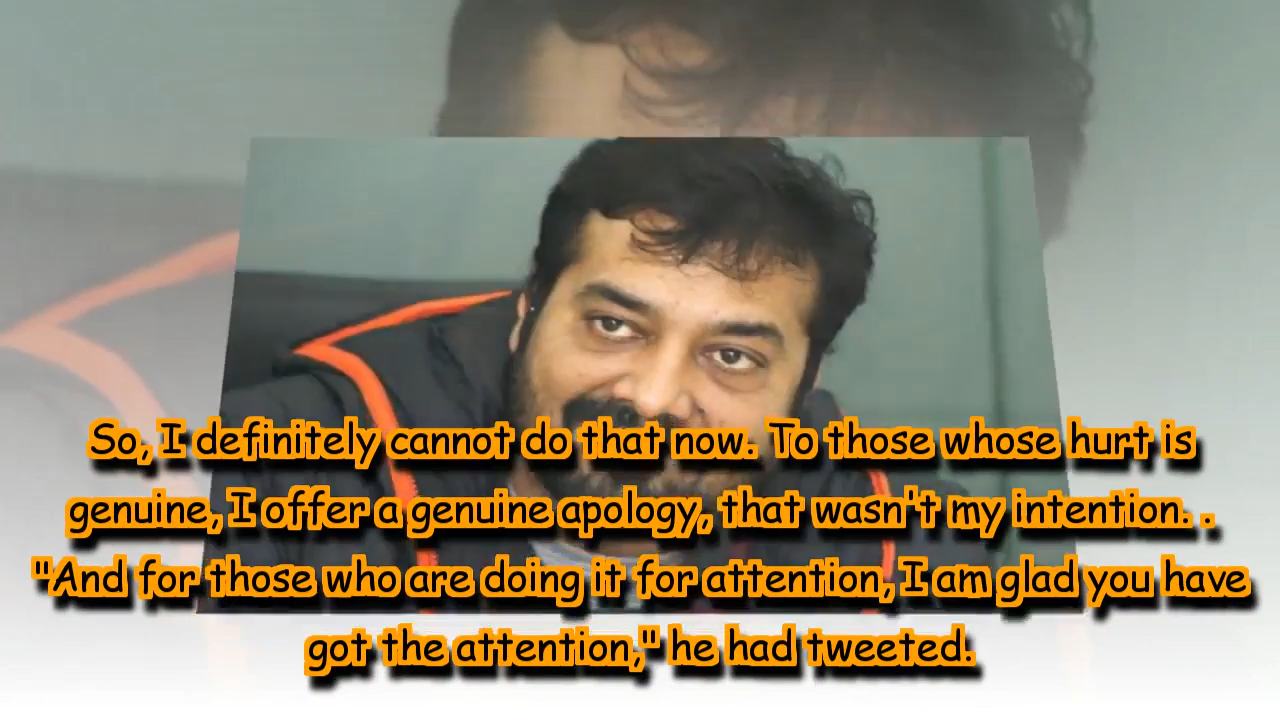 So, I definitely cannot do that now. To those whose hurt is
genuine, I offer a genuine apology, that wasn't my intention. .
"And for those who are doing it for attention, I am glad you have
got the attention," he had tweeted.